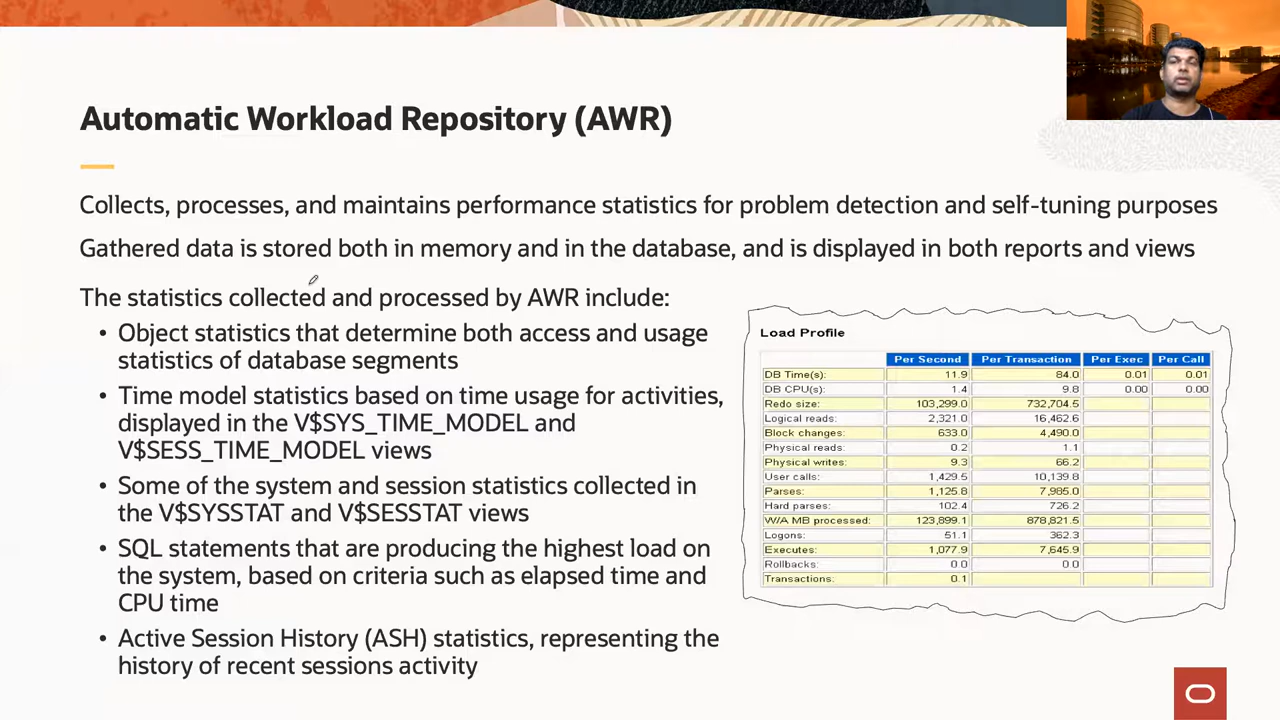 Automatic Workload Repository (AWR)
Collects, processes, and maintains performance statistics for problem detection and self-tuning purposes
Gathered data is stored both in memory and in the database, and is displayed in both reports and views
The statistics collected and processed by AWR include:
• Object statistics that determine both access and usage
statistics of database segments
• Time model statistics based on time usage for activities,
displayed in the V$SYS_TIME_MODEL and
V$SESS_TIME_MODEL views
• Some of the system and session statistics collected in
the V$SYSSTAT and V$SESSTAT views
• SQL statements that are producing the highest load on
the system, based on criteria such as elapsed time and
CPU time
• Active Session History (ASH) statistics, representing the
history of recent sessions activity
Load Profile
Per Second Per Transaction Per Exec Per Call
DB Time(s): 11.9 84.0 0.01 0.01
DB CPU(s): 1.4 9.8 0.00 0.00
Redo size: 103,299.0 732,704.5
Logical reads: 2,321.0 16,462.6
Block changes: 633.0 4,490.0
Physical reads: 0.2 1.1
Physical writes: 9.3 66.2
User calls: 1,429.5 10,139.8
Parses: 1,125.8 7,985.0
Hard parses: 102.4 726.2
W/A MB processed: 123,899.1 878,821.5
Logons: 51.1 362.3
Executes: 1,077.9 7,645.9
Rollbacks: 0.0 0.0
Transactions: 0.1